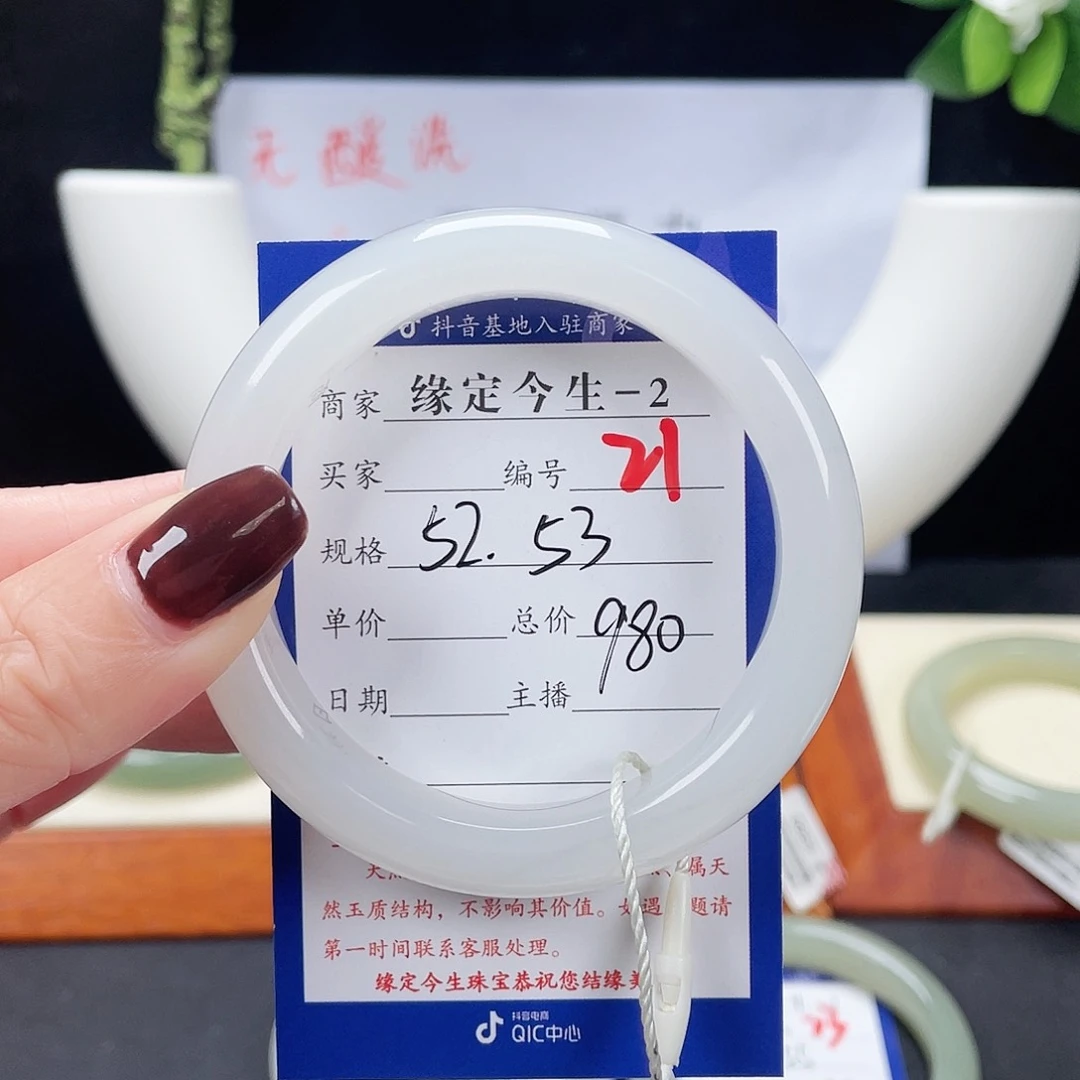 抖音基地入驻商家
商家 缘定今生-2
买家 编号 21
规格 52. 53
单价 总价 980
日期 主播
属天
然玉质结构，不影响其价值。如遇 题请
第一时间联系客服处理。
缘定今生珠宝恭祝您结缘美
抖音电商
QIC中心